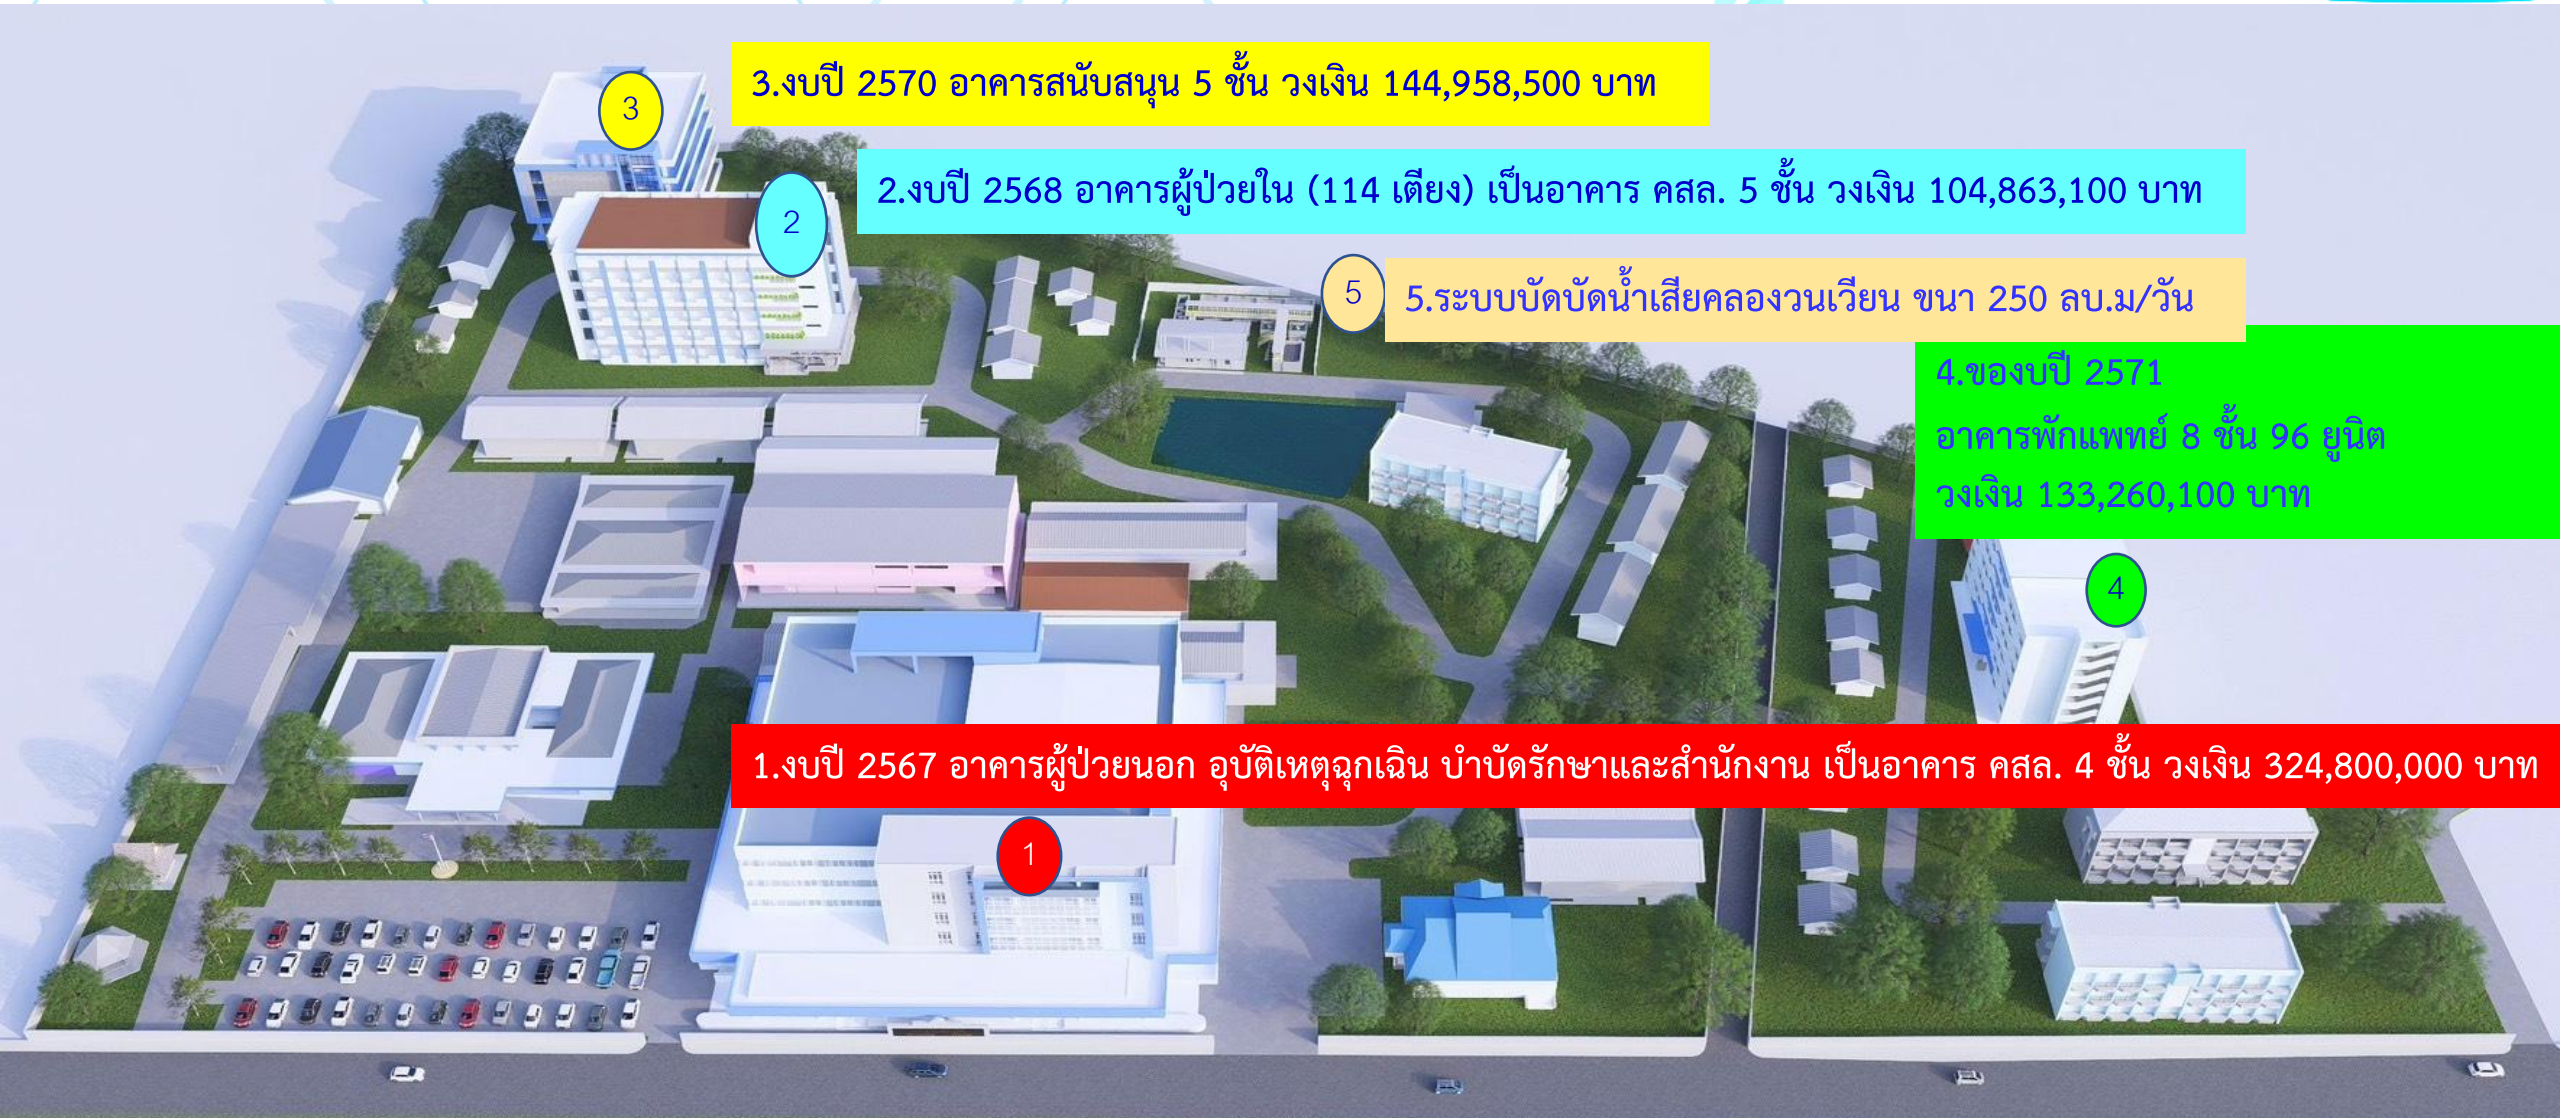 3
3.งบปี 2570 อาคารสนับสนุน 5 ชั้น วงเงิน 144,958,500 บาท
2
2.งบปี 2568 อาคารผู้ป่วยใน (114 เตียง) เป็นอาคาร คสล. 5 ชั้น วงเงิน 104,863,100 บาท
5
5.ระบบบัดบัดน้ำเสียคลองวนเวียน ขนา 250 ลบ.ม/วัน
4.ของบปี 2571
อาคารพักแพทย์ 8 ชั้น 96 ยูนิต
วงเงิน 133,260,100 บาท
4
1.งบปี 2567 อาคารผู้ป่วยนอก อุบัติเหตุฉุกเฉิน บำบัดรักษาและสำนักงาน เป็นอาคาร คสล. 4 ชั้น วงเงิน 324,800,000 บาท
1